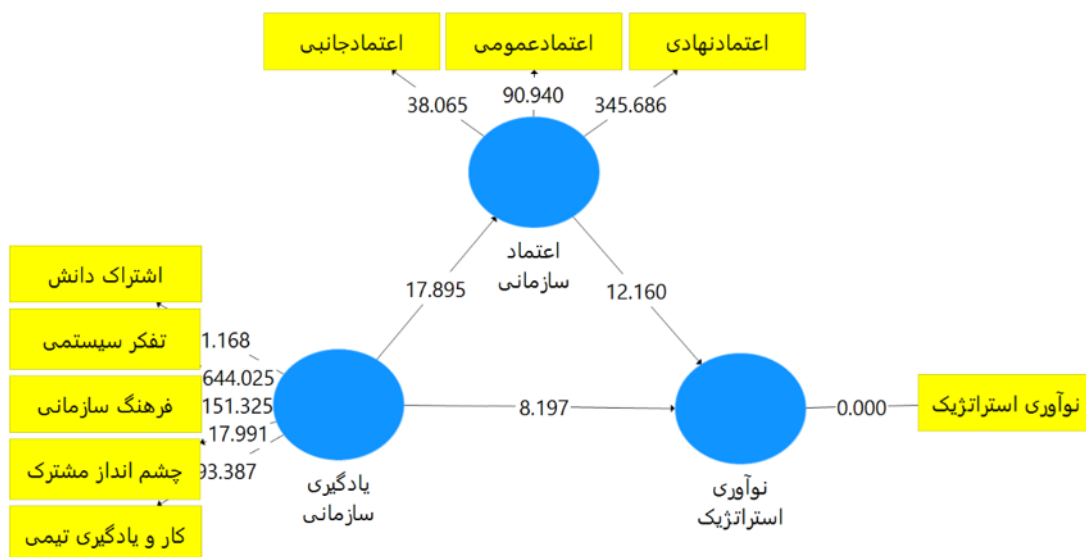 اعتمادجانبی
اعتمادعمومی
اعتمادنهادی
38.065
90.940
345.686
اعتماد
سازمانی
17.895
12.160
اشتراک دانش
تفکر سیستمی
فرهنگ سازمانی
چشم انداز مشترک
کار و یادگیری تیمی
1.168
644.025
151.325
17.991
93.387
یادگیری
سازمانی
8.197
نوآوری
استراتژیک
0.000
نوآوری استراتژیک